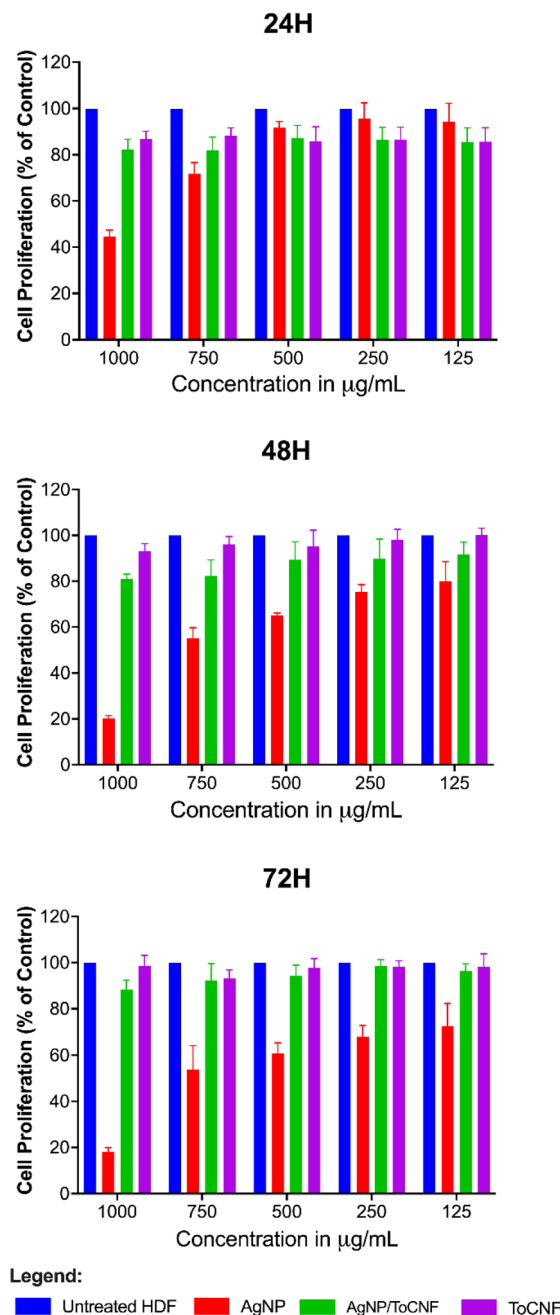 24H
Cell Proliferation (% of Control)
120
100
80
60
40
20
0
1000 750 500 250 125
Concentration in μg/mL
48H
Cell Proliferation (% of Control)
120
100
80
60
40
20
0
1000 750 500 250 125
Concentration in μg/mL
72H
Cell Proliferation (% of Control)
120
100
80
60
40
20
0
1000 750 500 250 125
Concentration in μg/mL
Legend:
Untreated HDF AgNP AgNP/ToCNF ToCNF